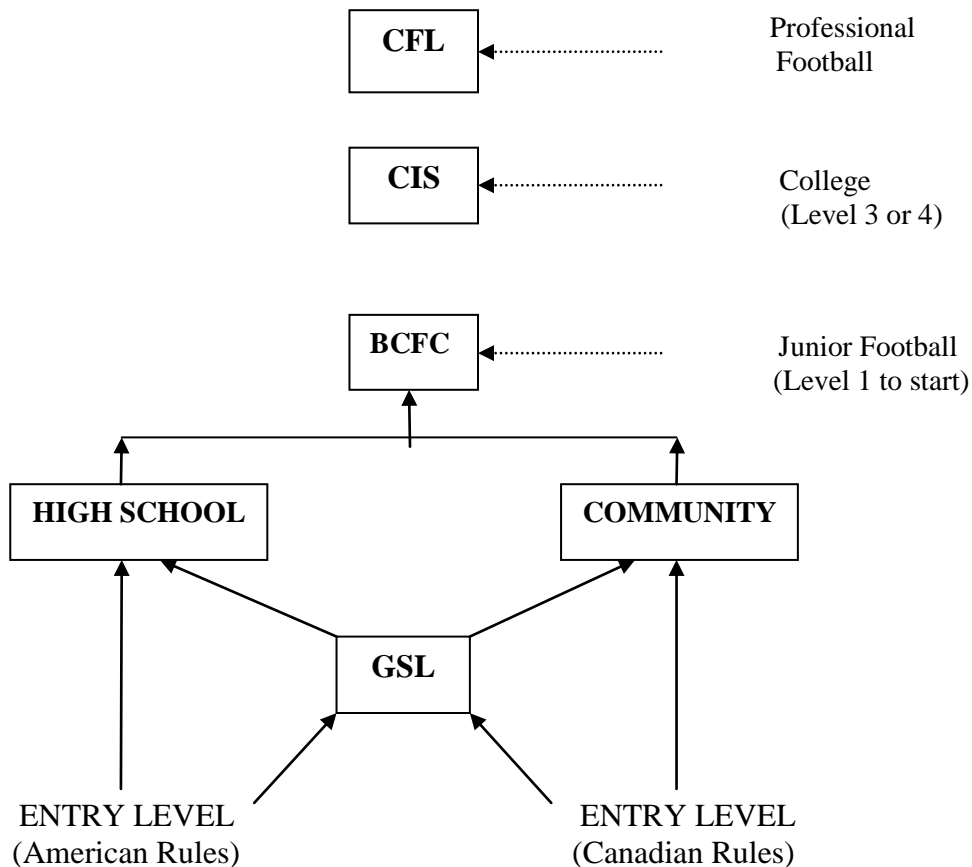 CFL
Professional
Football
CIS
College
(Level 3 or 4)
BCFC
Junior Football
(Level 1 to start)
HIGH SCHOOL
COMMUNITY
GSL
ENTRY LEVEL
(American Rules)
ENTRY LEVEL
(Canadian Rules)